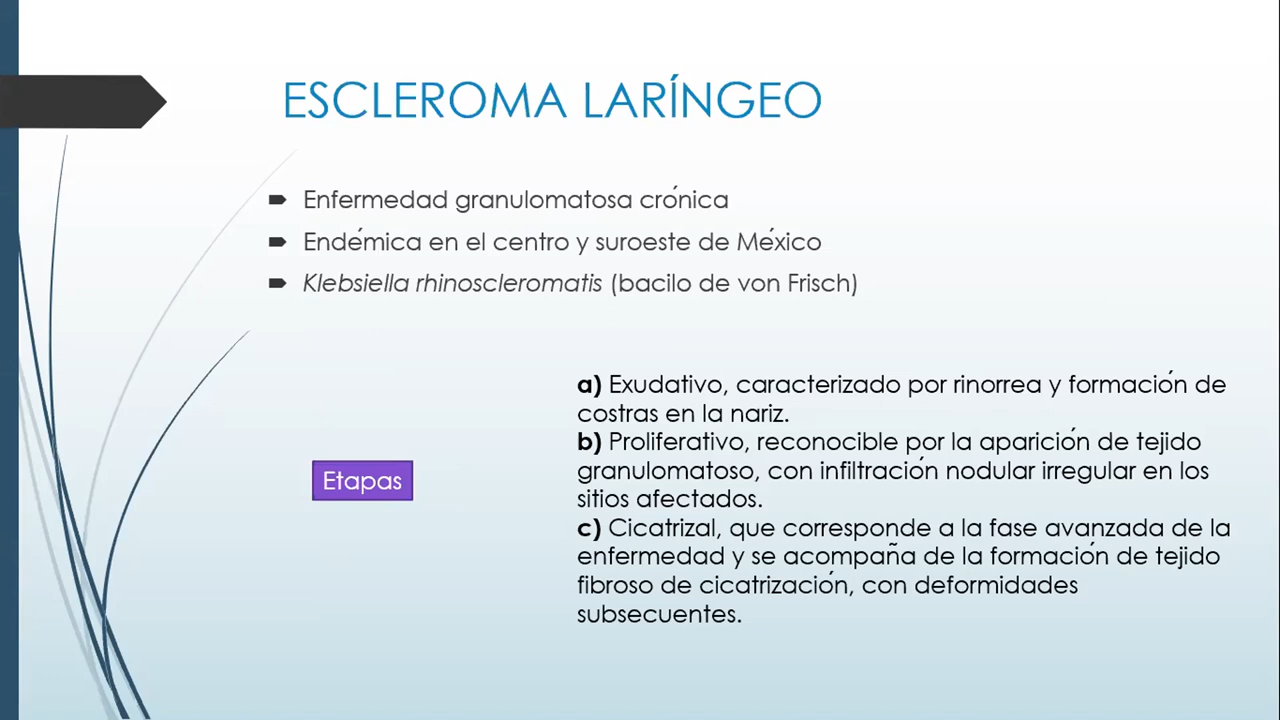 ESCLEROMA LARÍNGEO
Enfermedad granulomatosa crónica
Endémica en el centro y suroeste de México
Klebsiella rhinoscleromatis (bacilo de von Frisch)
Etapas
a) Exudativo, caracterizado por rinorrea y formación de
costras en la nariz.
b) Proliferativo, reconocible por la aparición de tejido
granulomatoso, con infiltración nodular irregular en los
sitios afectados.
c) Cicatrizal, que corresponde a la fase avanzada de la
enfermedad y se acompaña de la formación de tejido
fibroso de cicatrización, con deformidades
subsecuentes.